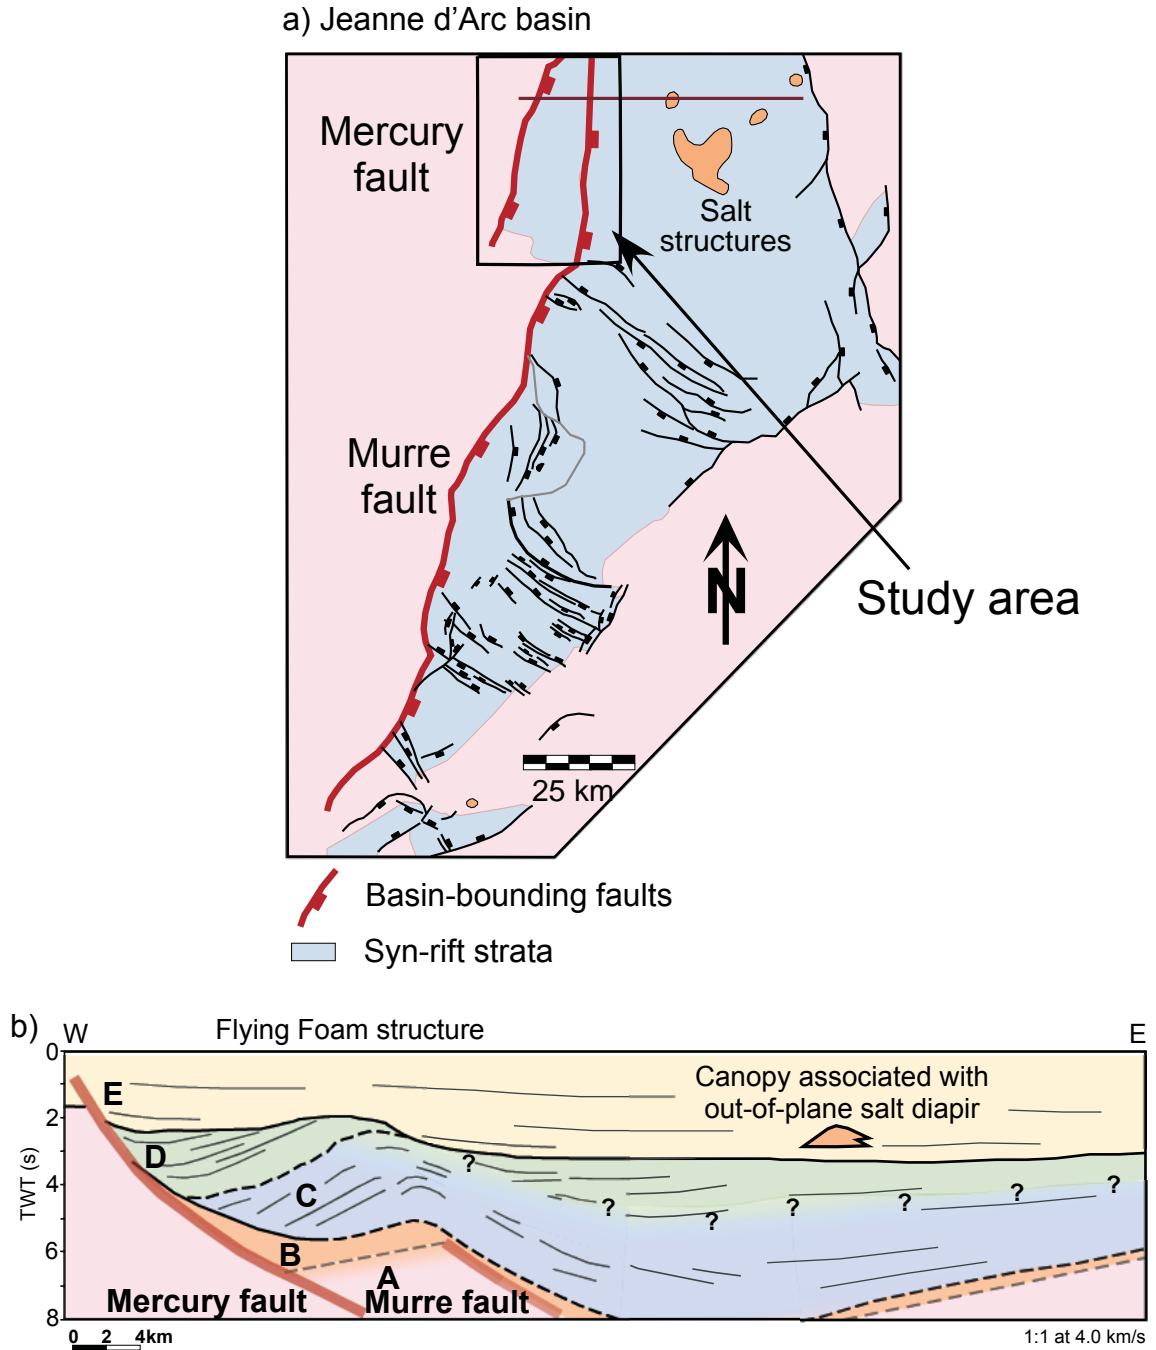 a) Jeanne d'Arc basin
Mercury
fault
Salt
structures
Murre
fault
N
Study area
25 km
Basin-bounding faults
Syn-rift strata
b)
W
Flying Foam structure
E
0
2
4
6
8
TWT (s)
E
Canopy associated with
out-of-plane salt diapir
D
?
C
? ? ? ? ? ?
B
A
Mercury fault
Murre fault
0 2 4km
1:1 at 4.0 km/s